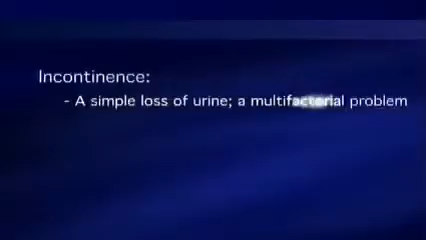 Incontinence:
- A simple loss of urine; a multifactorial problem